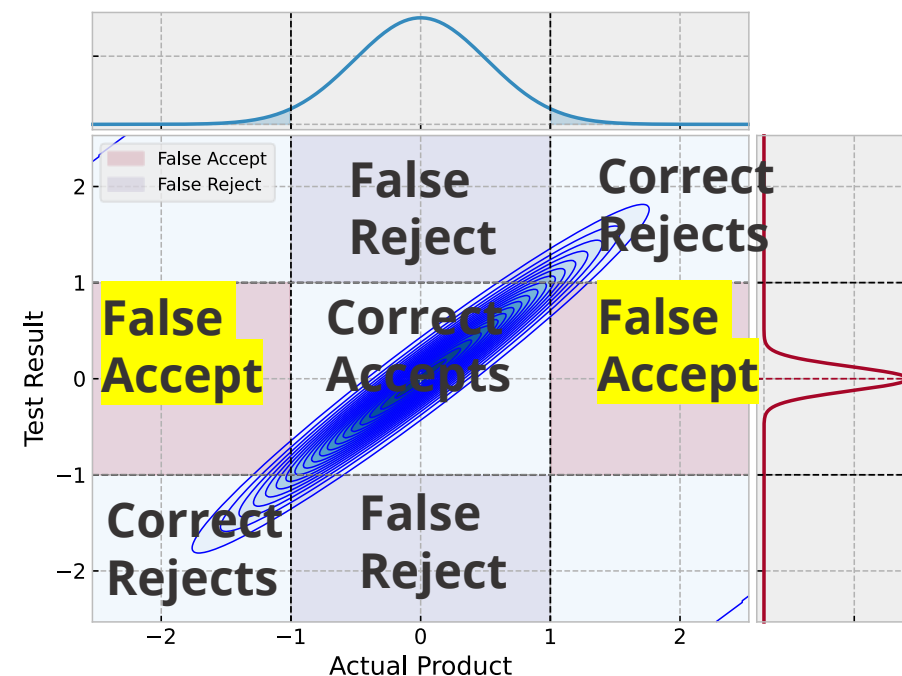 False Accept
False Reject
False
Reject
Correct
Rejects
False
Accept
Correct
Accepts
False
Accept
Correct
Rejects
False
Reject
2
1
0
−1
−2
Test Result
−2
−1
0
1
2
Actual Product